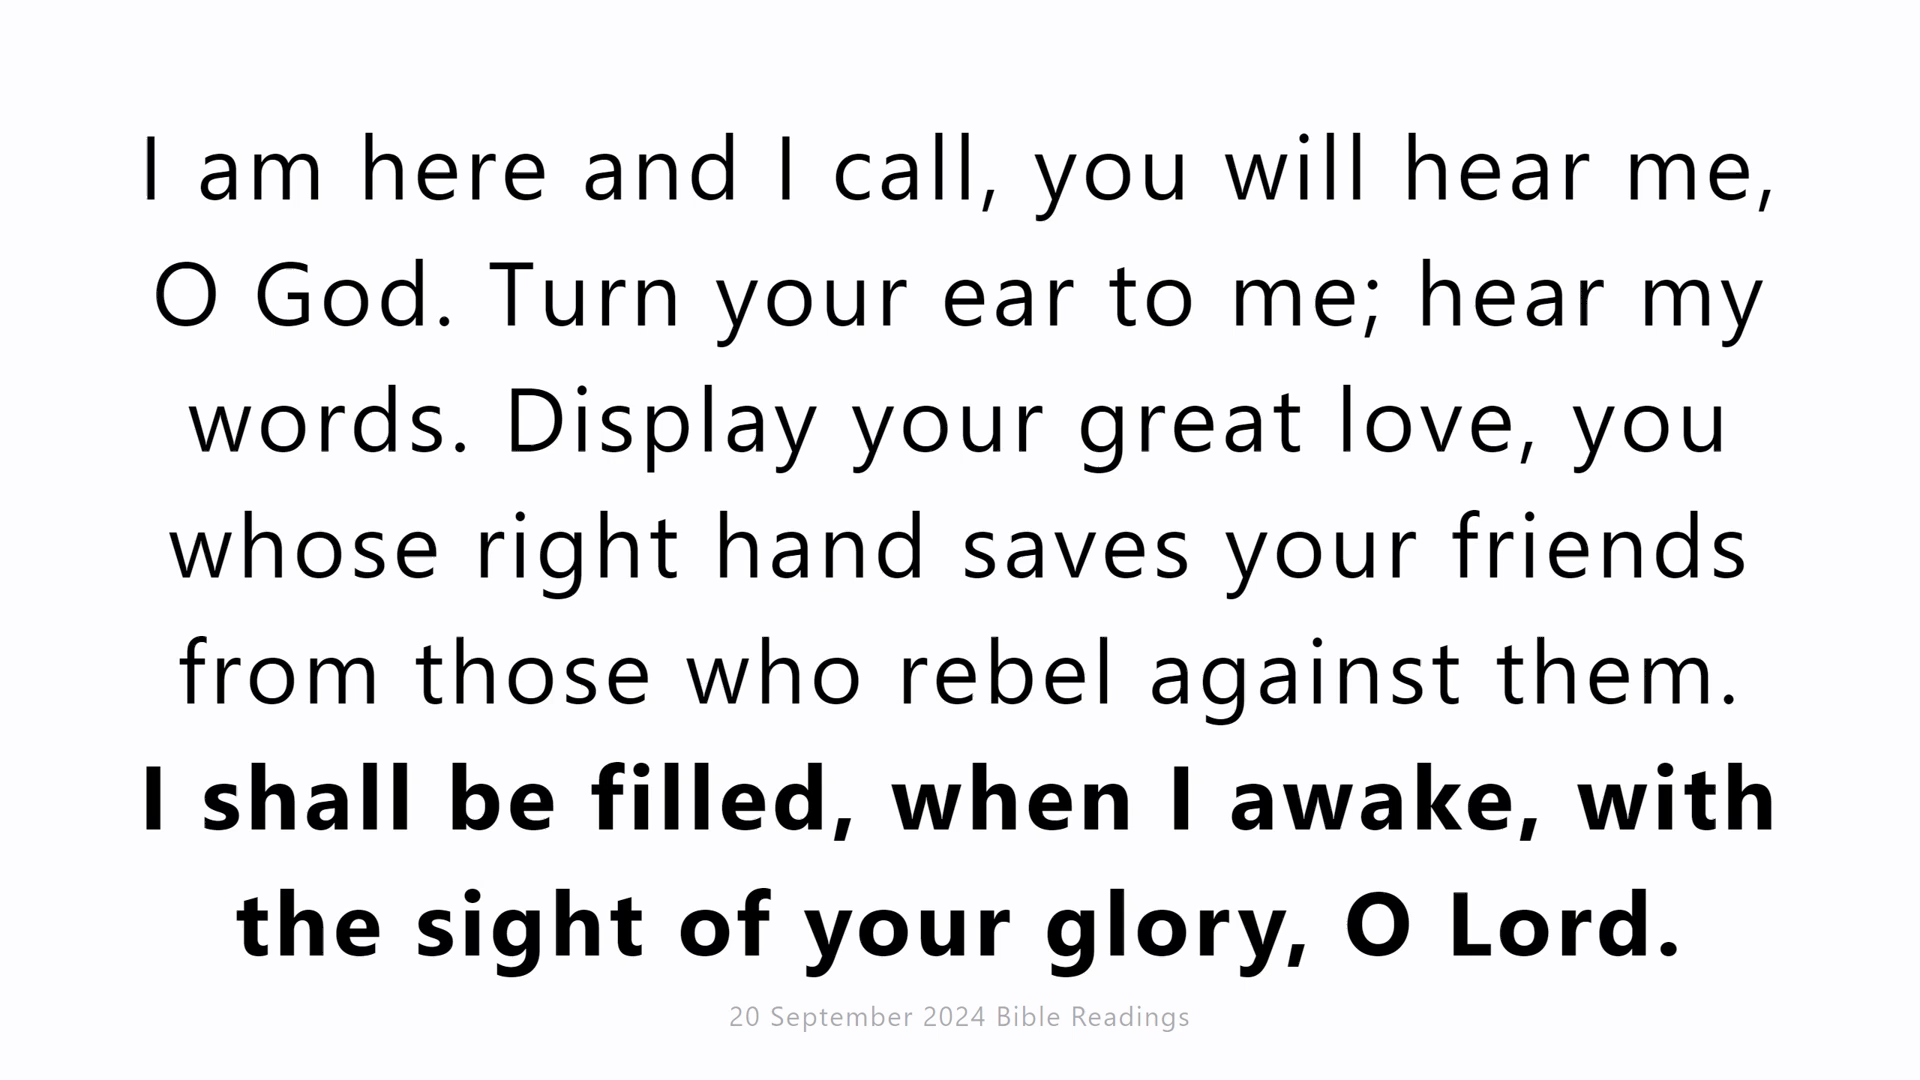 I am here and I call, you will hear me,
O God. Turn your ear to me; hear my
words. Display your great love, you
whose right hand saves your friends
from those who rebel against them.
I shall be filled, when I awake, with
the sight of your glory, O Lord.
20 September 2024 Bible Readings